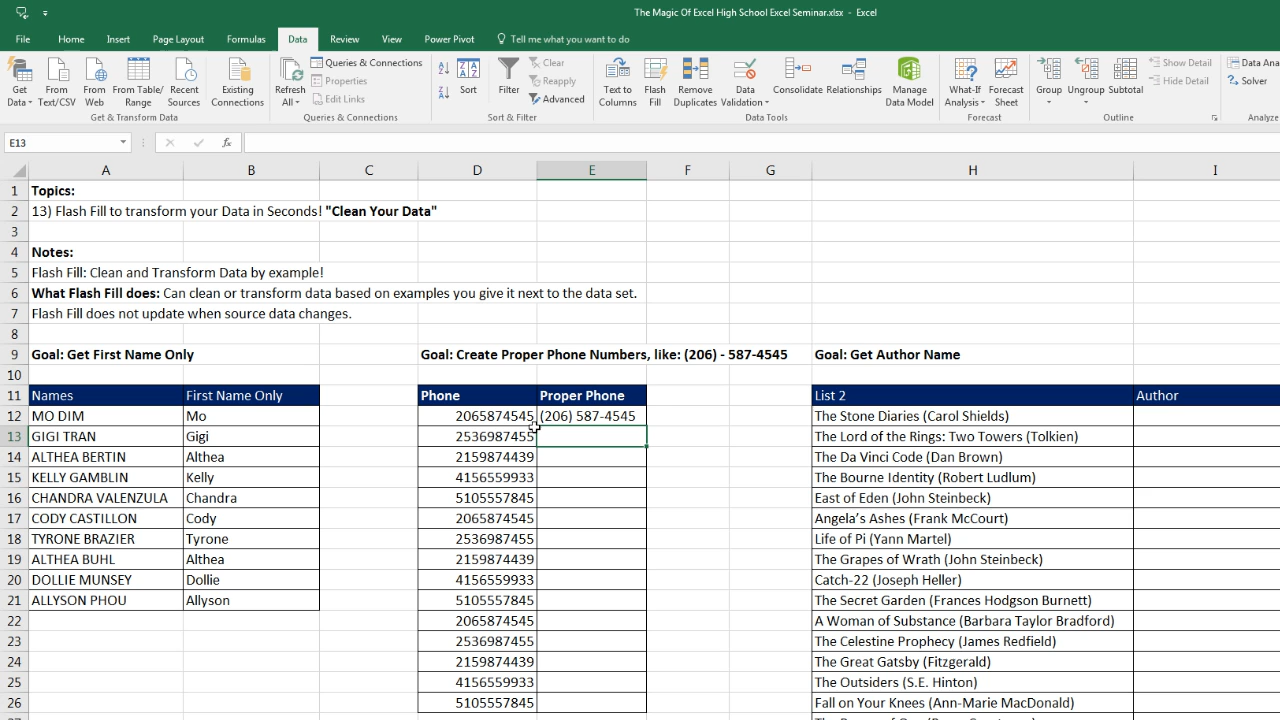 The Magic Of Excel High School Excel Seminar.xlsx - Excel
File Home Insert Page Layout Formulas Data Review View Power Pivot Tell me what you want to do
Get Data From Text/CSV From Web From Table/ Range Recent Sources Existing Connections Refresh All Queries & Connections Properties Edit Links Sort Filter Clear Reapply Advanced Text to Columns Flash Fill Remove Duplicates Data Validation Consolidate Relationships Manage Data Model What-If Analysis Forecast Sheet Group Ungroup Subtotal Show Detail Hide Detail Data Ana Solver
Get & Transform Data Queries & Connections Sort & Filter Data Tools Forecast Outline Analyze
E13 fx
A B C D E F G H I
1 Topics:
2 13) Flash Fill to transform your Data in Seconds! "Clean Your Data"
3
4 Notes:
5 Flash Fill: Clean and Transform Data by example!
6 What Flash Fill does: Can clean or transform data based on examples you give it next to the data set.
7 Flash Fill does not update when source data changes.
8
9 Goal: Get First Name Only Goal: Create Proper Phone Numbers, like: (206) - 587-4545 Goal: Get Author Name
10
11 Names First Name Only Phone Proper Phone List 2 Author
12 MO DIM Mo 2065874545 (206) 587-4545 The Stone Diaries (Carol Shields)
13 GIGI TRAN Gigi 2536987455 The Lord of the Rings: Two Towers (Tolkien)
14 ALTHEA BERTIN Althea 2159874439 The Da Vinci Code (Dan Brown)
15 KELLY GAMBLIN Kelly 4156559933 The Bourne Identity (Robert Ludlum)
16 CHANDRA VALENZULA Chandra 5105557845 East of Eden (John Steinbeck)
17 CODY CASTILLON Cody 2065874545 Angela’s Ashes (Frank McCourt)
18 TYRONE BRAZIER Tyrone 2536987455 Life of Pi (Yann Martel)
19 ALTHEA BUHL Althea 2159874439 The Grapes of Wrath (John Steinbeck)
20 DOLLIE MUNSEY Dollie 4156559933 Catch-22 (Joseph Heller)
21 ALLYSON PHOU Allyson 5105557845 The Secret Garden (Frances Hodgson Burnett)
22 2065874545 A Woman of Substance (Barbara Taylor Bradford)
23 2536987455 The Celestine Prophecy (James Redfield)
24 2159874439 The Great Gatsby (Fitzgerald)
25 4156559933 The Outsiders (S.E. Hinton)
26 5105557845 Fall on Your Knees (Ann-Marie MacDonald)